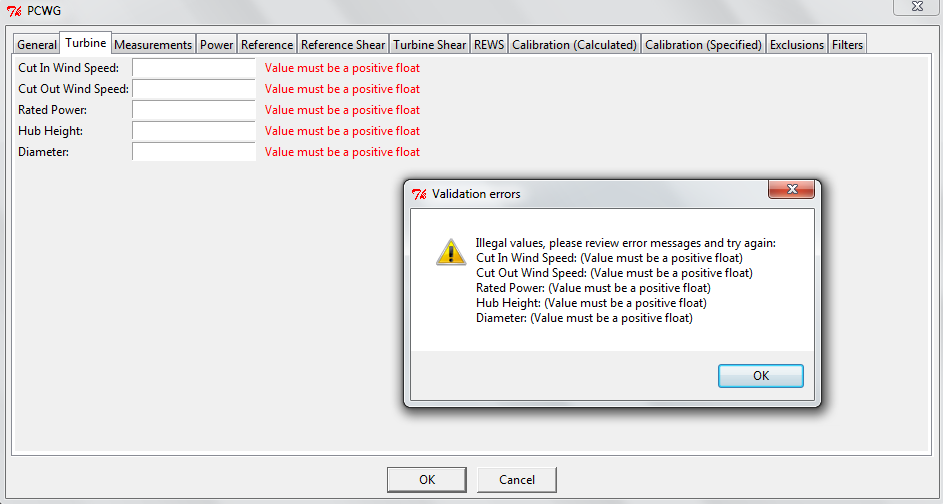 PCWG
General Turbine Measurements Power Reference Reference Shear Turbine Shear REWS Calibration (Calculated) Calibration (Specified) Exclusions Filters
Cut In Wind Speed: Value must be a positive float
Cut Out Wind Speed: Value must be a positive float
Rated Power: Value must be a positive float
Hub Height: Value must be a positive float
Diameter: Value must be a positive float
Validation errors
Illegal values, please review error messages and try again:
Cut In Wind Speed: (Value must be a positive float)
Cut Out Wind Speed: (Value must be a positive float)
Rated Power: (Value must be a positive float)
Hub Height: (Value must be a positive float)
Diameter: (Value must be a positive float)
OK
OK Cancel